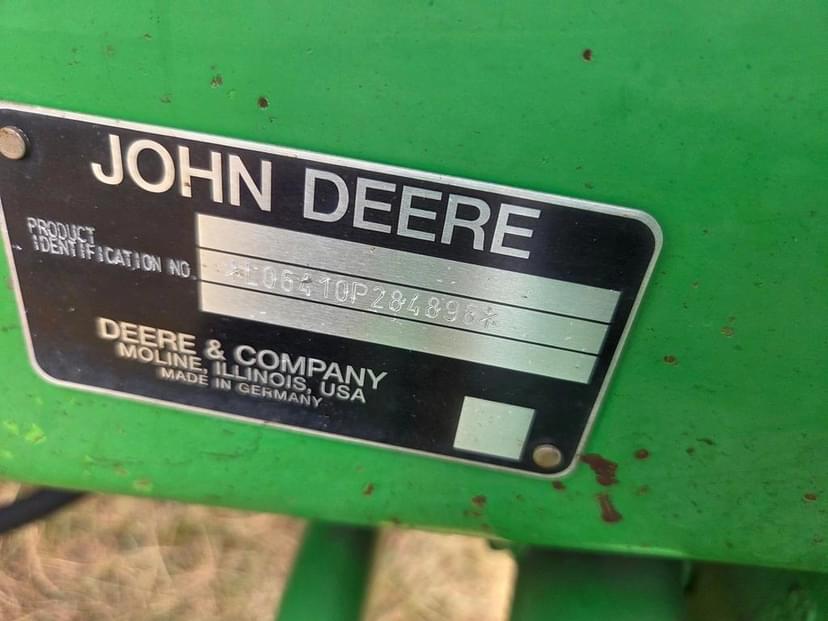 JOHN DEERE
PRODUCT
IDENTIFICATION NO.
*L06410P284898*
DEERE & COMPANY
MOLINE, ILLINOIS, USA
MADE IN GERMANY